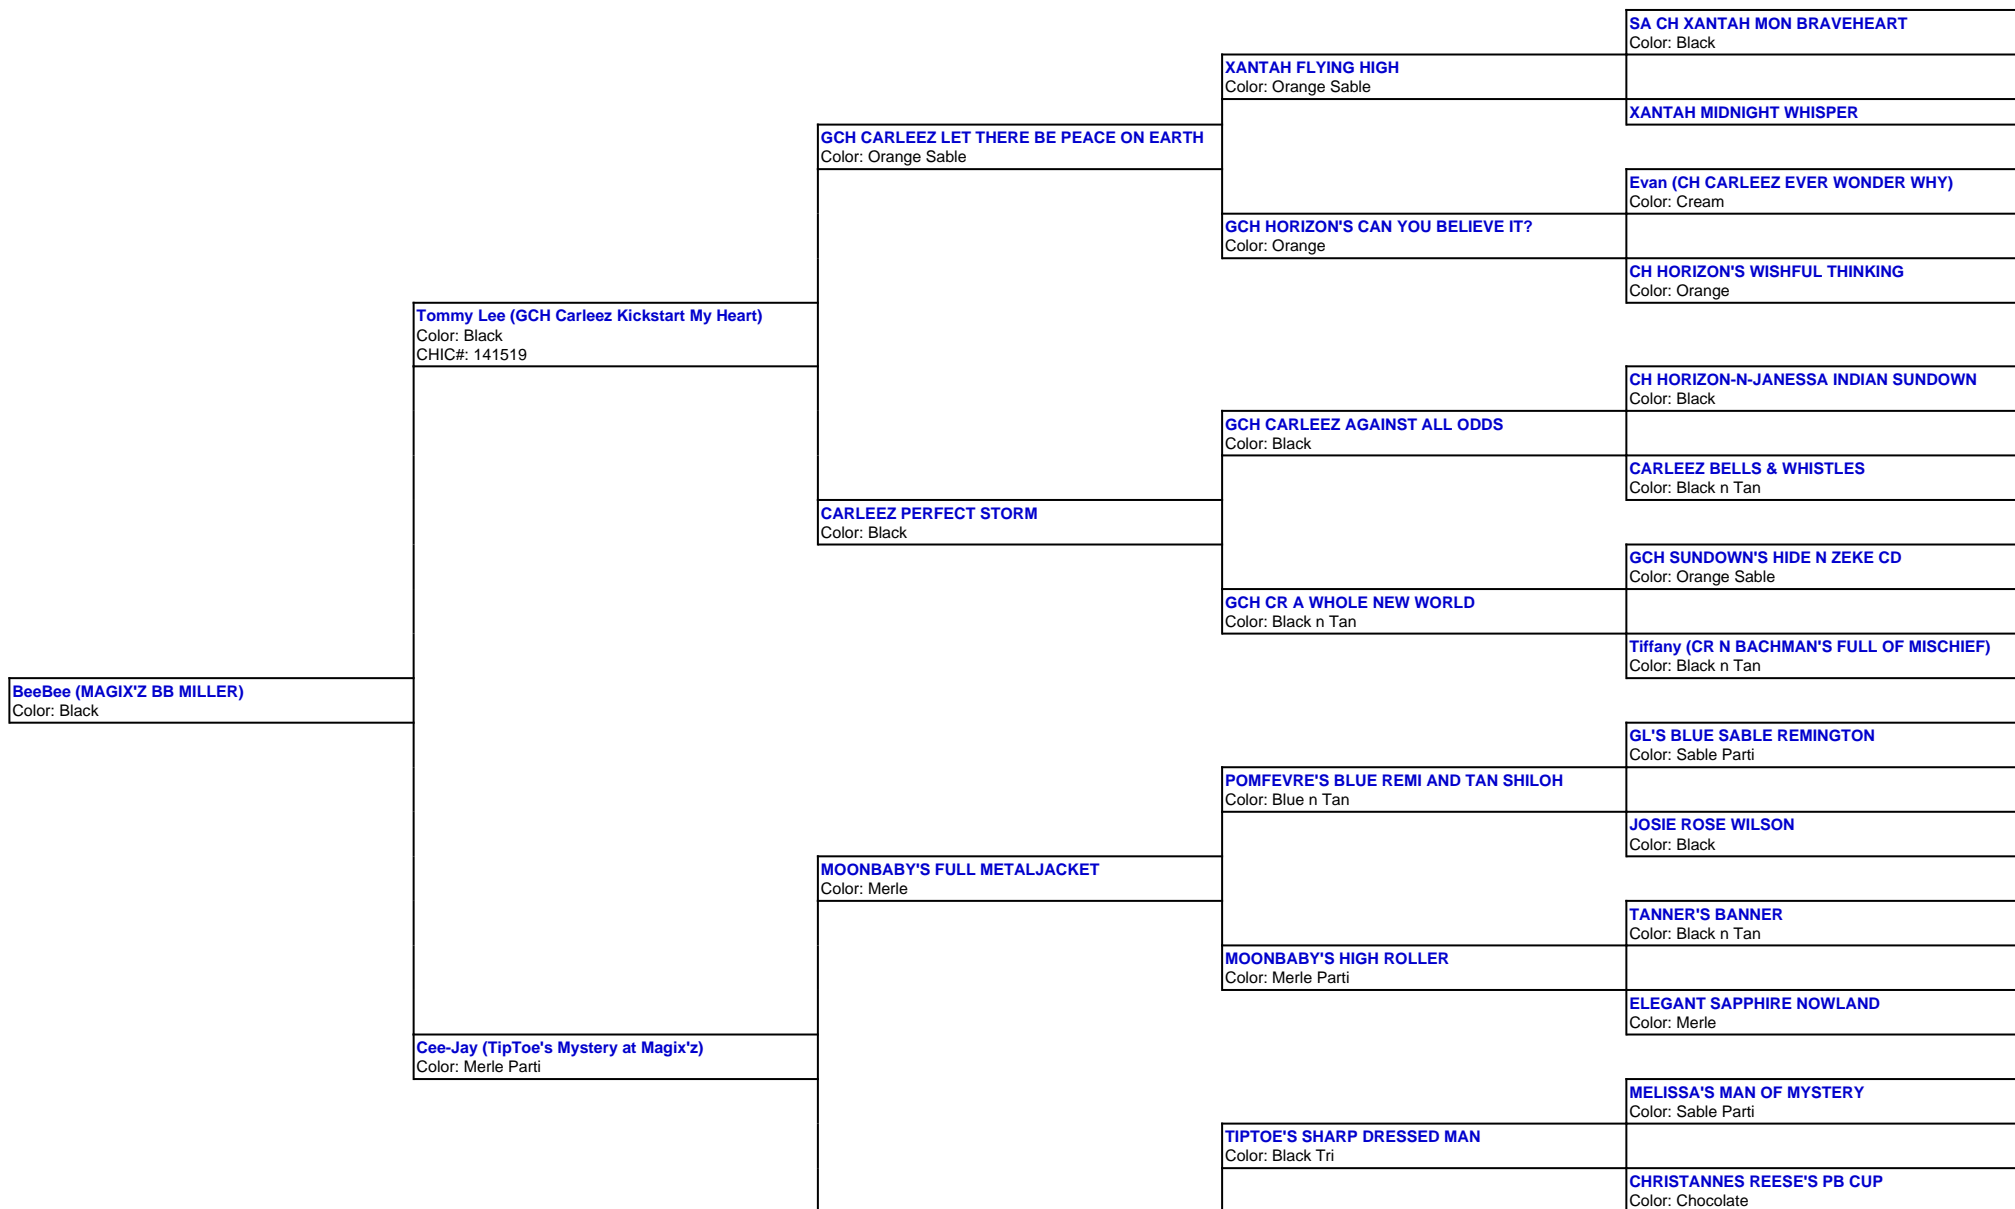 SA CH XANTAH MON BRAVEHEART
Color: Black
XANTAH FLYING HIGH
Color: Orange Sable
XANTAH MIDNIGHT WHISPER
GCH CARLEEZ LET THERE BE PEACE ON EARTH
Color: Orange Sable
Evan (CH CARLEEZ EVER WONDER WHY)
Color: Cream
GCH HORIZON'S CAN YOU BELIEVE IT?
Color: Orange
CH HORIZON'S WISHFUL THINKING
Color: Orange
Tommy Lee (GCH Carleez Kickstart My Heart)
Color: Black
CHIC#: 141519
CH HORIZON-N-JANESSA INDIAN SUNDOWN
Color: Black
GCH CARLEEZ AGAINST ALL ODDS
Color: Black
CARLEEZ BELLS & WHISTLES
Color: Black n Tan
CARLEEZ PERFECT STORM
Color: Black
GCH SUNDOWN'S HIDE N ZEKE CD
Color: Orange Sable
GCH CR A WHOLE NEW WORLD
Color: Black n Tan
Tiffany (CR N BACHMAN'S FULL OF MISCHIEF)
Color: Black n Tan
BeeBee (MAGIX'Z BB MILLER)
Color: Black
GL'S BLUE SABLE REMINGTON
Color: Sable Parti
POMFEVRE'S BLUE REMI AND TAN SHILOH
Color: Blue n Tan
JOSIE ROSE WILSON
Color: Black
MOONBABY'S FULL METALJACKET
Color: Merle
TANNER'S BANNER
Color: Black n Tan
MOONBABY'S HIGH ROLLER
Color: Merle Parti
ELEGANT SAPPHIRE NOWLAND
Color: Merle
Cee-Jay (TipToe's Mystery at Magix'z)
Color: Merle Parti
MELISSA'S MAN OF MYSTERY
Color: Sable Parti
TIPTOE'S SHARP DRESSED MAN
Color: Black Tri
CHRISTANNES REESE'S PB CUP
Color: Chocolate